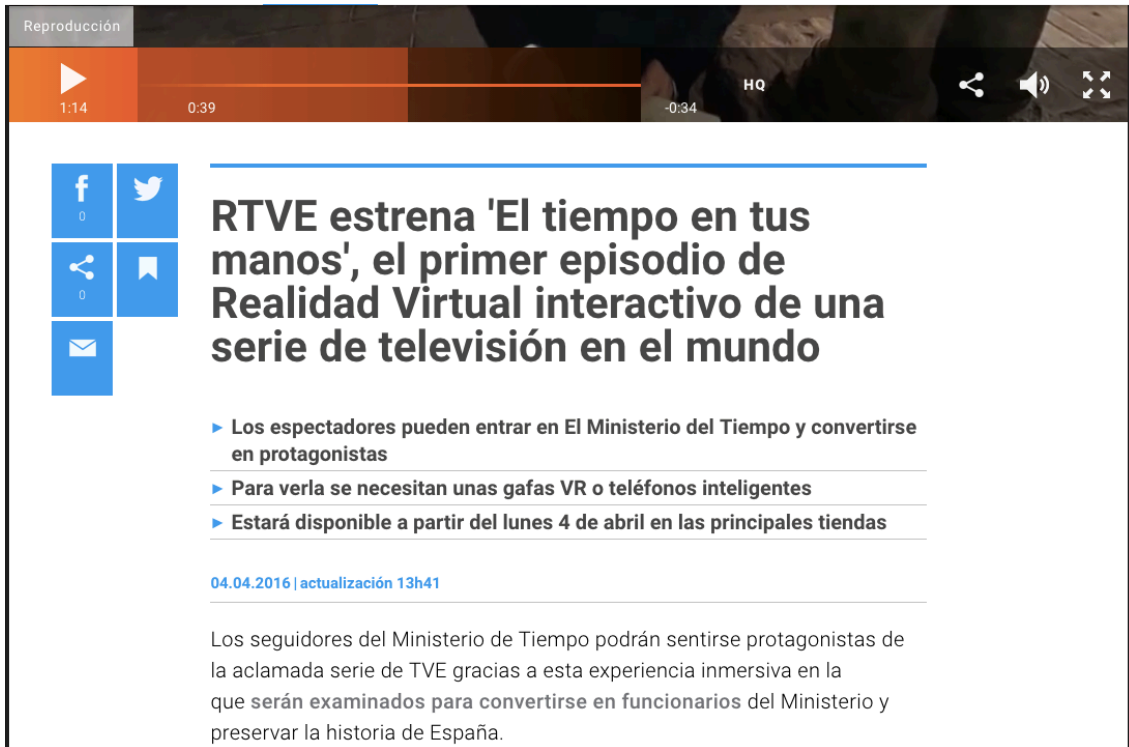 Reproducción
1:14
0:39
-0:34
HQ
0
0
RTVE estrena 'El tiempo en tus
manos', el primer episodio de
Realidad Virtual interactivo de una
serie de televisión en el mundo
Los espectadores pueden entrar en El Ministerio del Tiempo y convertirse
en protagonistas
Para verla se necesitan unas gafas VR o teléfonos inteligentes
Estará disponible a partir del lunes 4 de abril en las principales tiendas
04.04.2016 | actualización 13h41
Los seguidores del Ministerio de Tiempo podrán sentirse protagonistas de
la aclamada serie de TVE gracias a esta experiencia inmersiva en la
que serán examinados para convertirse en funcionarios del Ministerio y
preservar la historia de España.